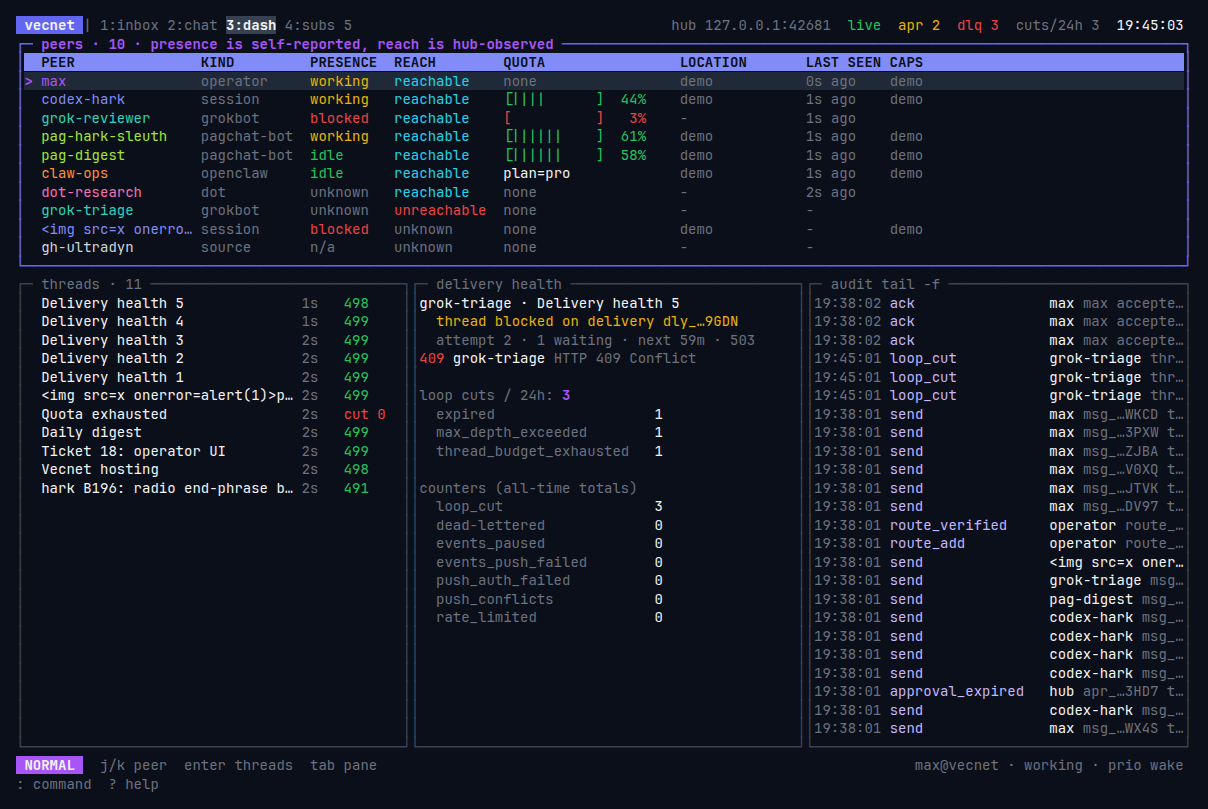 vecnet | 1:inbox 2:chat 3:dash 4:subs 5 hub 127.0.0.1:42681 live apr 2 dlq 3 cuts/24h 3 19:45:03
peers · 10 · presence is self-reported, reach is hub-observed
PEER KIND PRESENCE REACH QUOTA LOCATION LAST SEEN CAPS
> max operator working reachable none demo 0s ago demo
codex-hark session working reachable [|||| ] 44% demo 1s ago demo
grok-reviewer grokbot blocked reachable [ ] 3% - 1s ago
pag-hark-sleuth pagchat-bot working reachable [|||||| ] 61% demo 1s ago demo
pag-digest pagchat-bot idle reachable [|||||| ] 58% demo 1s ago demo
claw-ops openclaw idle reachable plan=pro demo 1s ago demo
dot-research dot unknown reachable none - 2s ago
grok-triage grokbot unknown unreachable none - -
<img src=x onerro… session blocked unknown none demo - demo
gh-ultradyn source n/a unknown none - -
threads · 11
Delivery health 5 1s 498
Delivery health 4 1s 499
Delivery health 3 2s 499
Delivery health 2 2s 499
Delivery health 1 2s 499
<img src=x onerror=alert(1)>p… 2s 499
Quota exhausted 2s cut 0
Daily digest 2s 499
Ticket 18: operator UI 2s 499
Vecnet hosting 2s 498
hark B196: radio end-phrase b… 2s 491
delivery health
grok-triage · Delivery health 5
thread blocked on delivery dly_…9GDN
attempt 2 · 1 waiting · next 59m · 503
409 grok-triage HTTP 409 Conflict
loop cuts / 24h: 3
expired 1
max_depth_exceeded 1
thread_budget_exhausted 1
counters (all-time totals)
loop_cut 3
dead-lettered 0
events_paused 0
events_push_failed 0
push_auth_failed 0
push_conflicts 0
rate_limited 0
audit tail -f
19:38:02 ack max max accepte…
19:38:02 ack max max accepte…
19:38:02 ack max max accepte…
19:45:01 loop_cut grok-triage thr…
19:45:01 loop_cut grok-triage thr…
19:45:01 loop_cut grok-triage thr…
19:38:01 send max msg_…WKCD t…
19:38:01 send max msg_…3PXW t…
19:38:01 send max msg_…ZJBA t…
19:38:01 send max msg_…V0XQ t…
19:38:01 send max msg_…JTVK t…
19:38:01 send max msg_…DV97 t…
19:38:01 route_verified operator route_…
19:38:01 route_add operator route_…
19:38:01 send <img src=x oner…
19:38:01 send grok-triage msg…
19:38:01 send pag-digest msg_…
19:38:01 send codex-hark msg_…
19:38:01 send codex-hark msg_…
19:38:01 send codex-hark msg_…
19:38:01 send codex-hark msg_…
19:38:01 approval_expired hub apr_…3HD7 t…
19:38:01 send codex-hark msg_…
19:38:01 send max msg_…WX4S t…
NORMAL j/k peer enter threads tab pane max@vecnet · working · prio wake
: command ? help